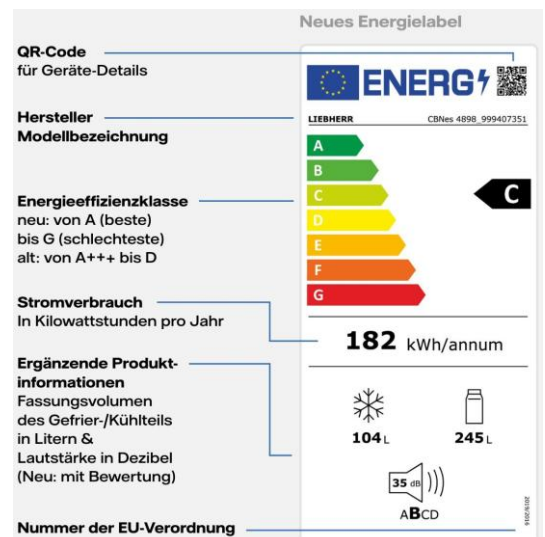 Neues Energielabel
QR-Code
für Geräte-Details
ENERG
Hersteller
Modellbezeichnung
LIEBHERR CBNes 4898_999407351
A
B
C
D
E
F
G
C
Energieeffizienzklasse
neu: von A (beste)
bis G (schlechteste)
alt: von A+++ bis D
Stromverbrauch
In Kilowattstunden pro Jahr
182 kWh/annum
Ergänzende Produkt-
informationen
Fassungsvolumen
des Gefrier-/Kühlteils
in Litern &
Lautstärke in Dezibel
(Neu: mit Bewertung)
104 L 245 L
35 dB
ABCD
Nummer der EU-Verordnung
2019/2016